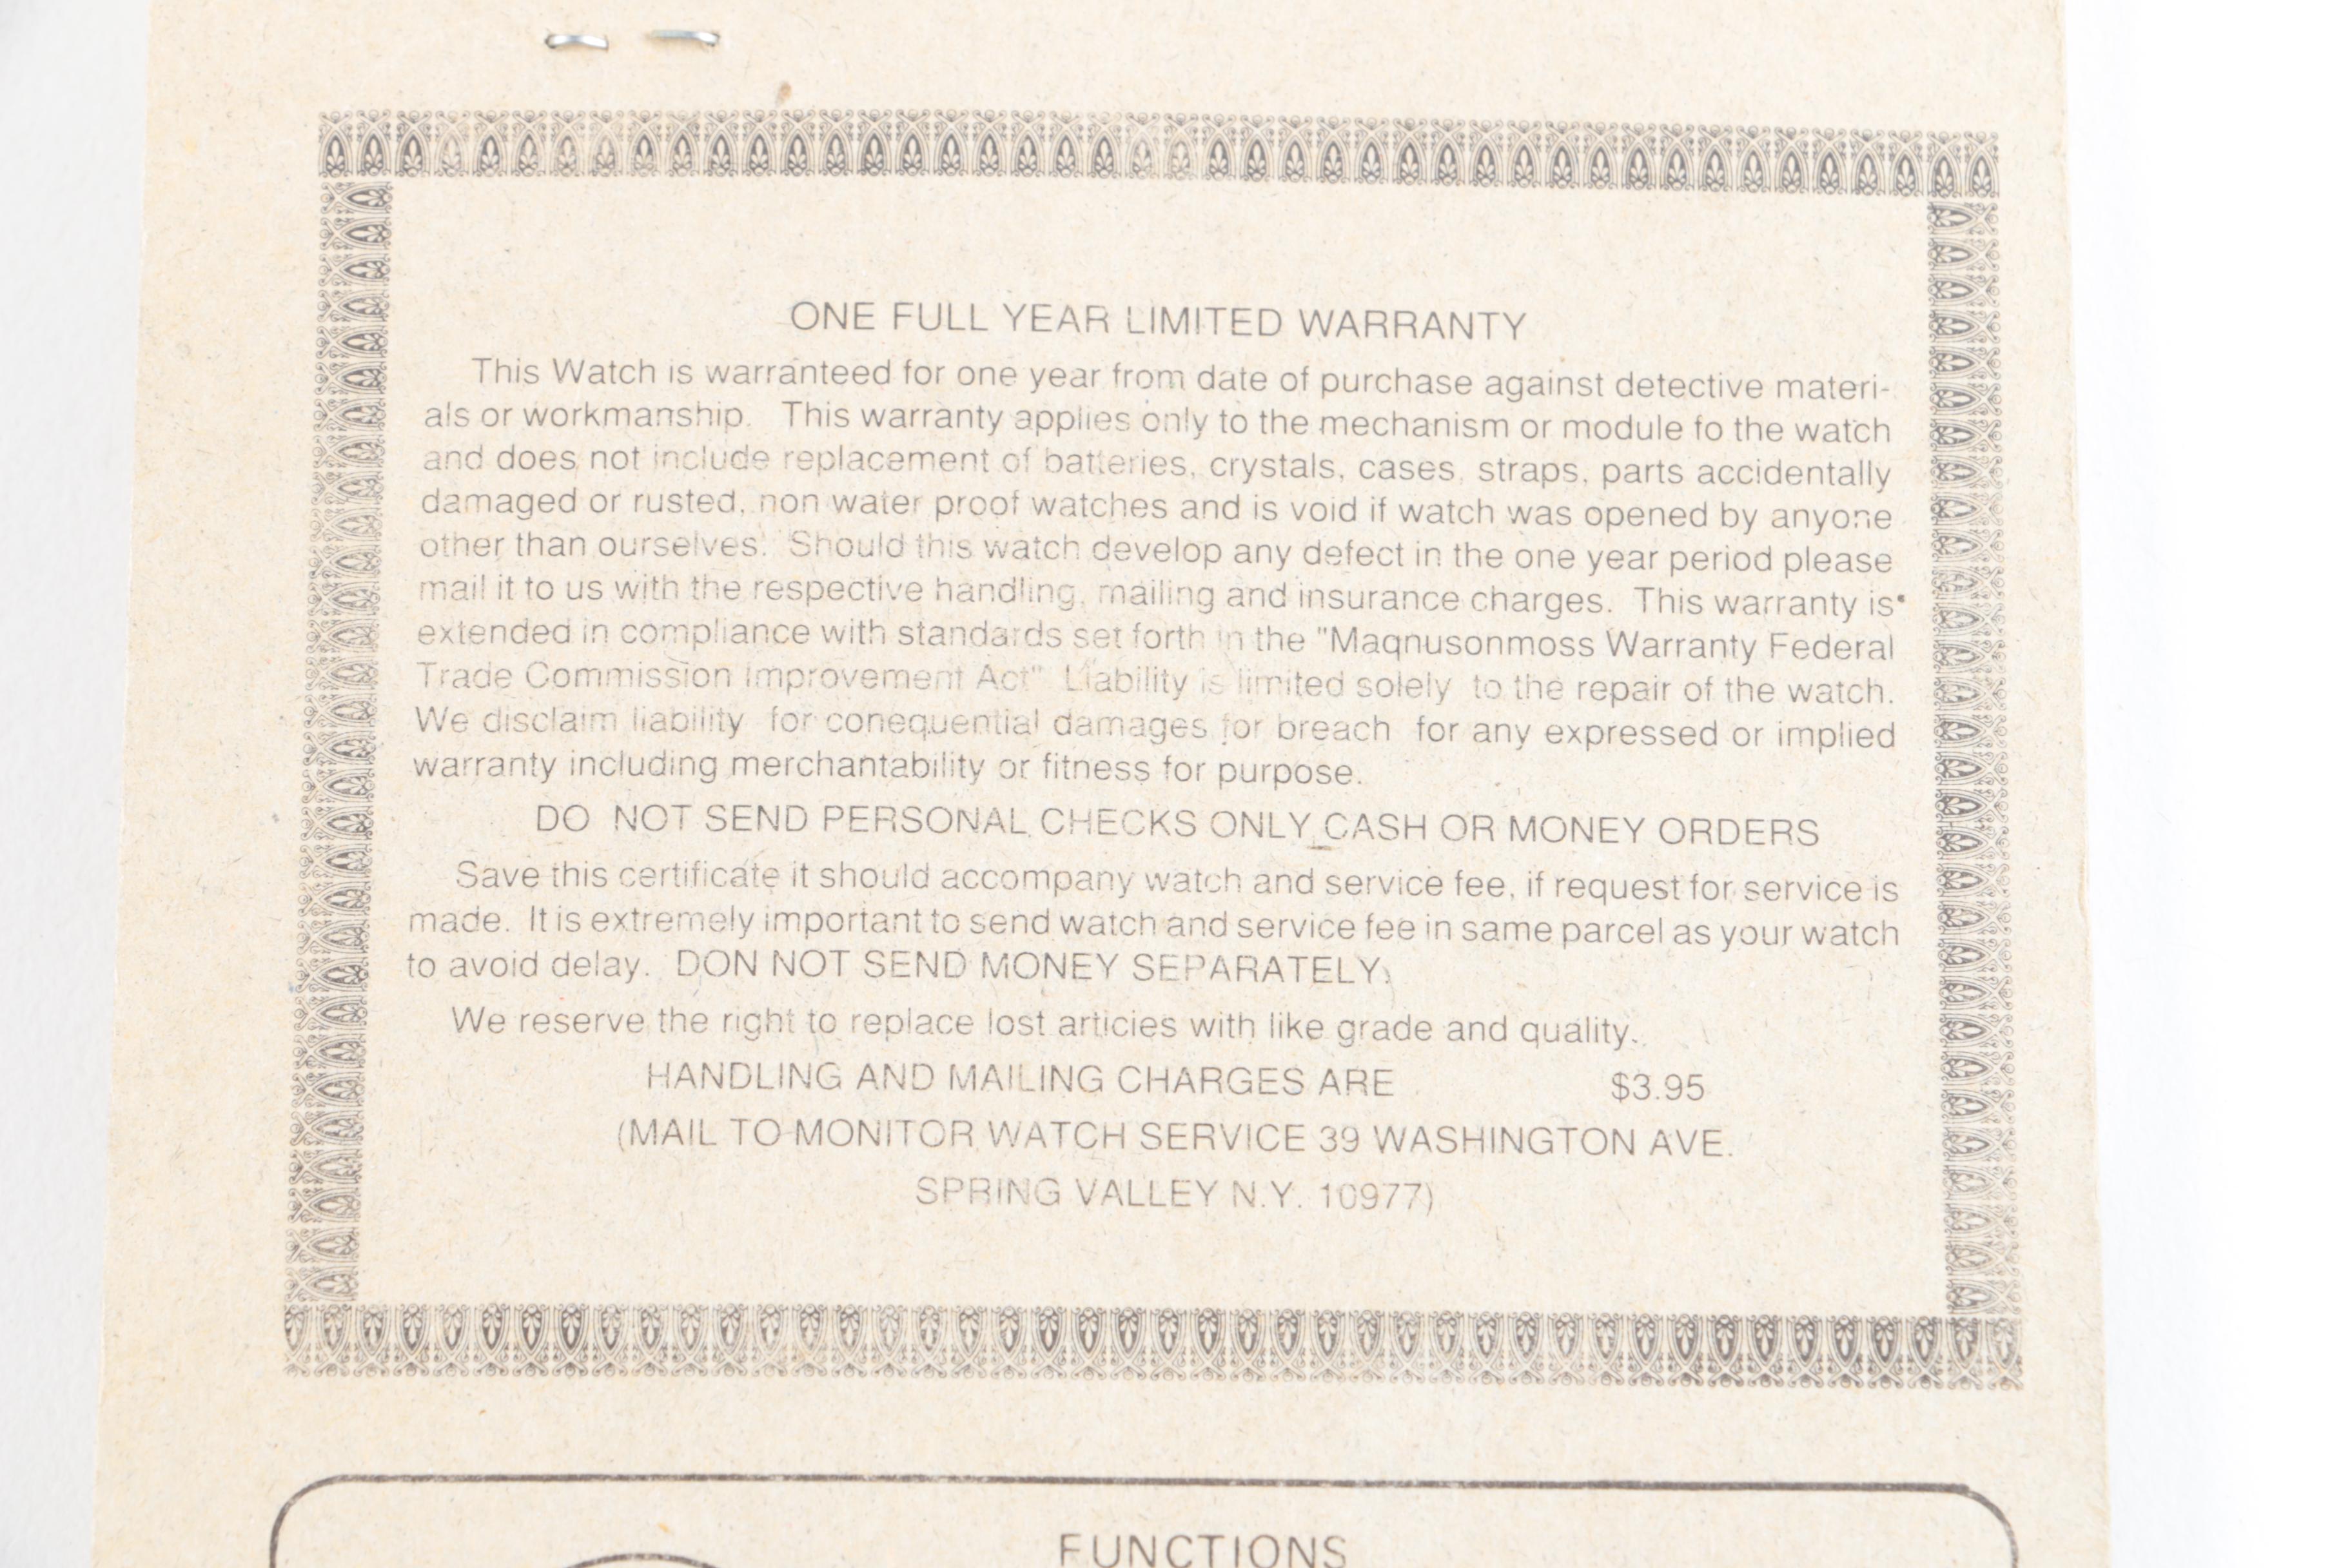 ONE FULL YEAR LIMITED WARRANTY
This Watch is warranteed for one year from date of purchase against detective materi-
als or workmanship. This warranty applies only to the mechanism or module fo the watch
and does not include replacement of batteries, crystals, cases, straps, parts accidentally
damaged or rusted, non water proof watches and is void if watch was opened by anyone
other than ourselves. Should this watch develop any defect in the one year period please
mail it to us with the respective handling, mailing and insurance charges. This warranty is
extended in compliance with standards set forth in the "Maqnusonmoss Warranty Federal
Trade Commission Improvement Act" Liability is limited solely to the repair of the watch.
We disclaim liability for conequential damages for breach for any expressed or implied
warranty including merchantability or fitness for purpose.
DO NOT SEND PERSONAL CHECKS ONLY CASH OR MONEY ORDERS
Save this certificate it should accompany watch and service fee, if request for service is
made. It is extremely important to send watch and service fee in same parcel as your watch
to avoid delay. DON NOT SEND MONEY SEPARATELY.
We reserve the right to replace lost articies with like grade and quality.
HANDLING AND MAILING CHARGES ARE $3.95
(MAIL TO MONITOR WATCH SERVICE 39 WASHINGTON AVE.
SPRING VALLEY N.Y. 10977)
FUNCTIONS